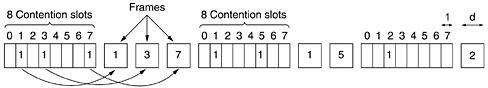 Frames
8 Contention slots 8 Contention slots 1 d
0 1 2 3 4 5 6 7 0 1 2 3 4 5 6 7 0 1 2 3 4 5 6 7
1 1 1 1 3 7 1 1 1 5 1 2